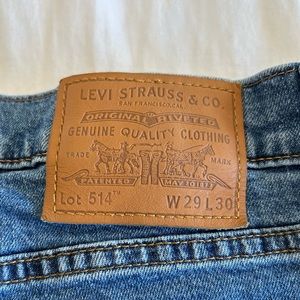 LEVI STRAUSS & CO.
SAN FRANCISCO, CAL.
ORIGINAL RIVETED
GENUINE QUALITY CLOTHING
TRADE MARK
PATENTED MAY 20 1873
Lot 514™ W 29 L 30